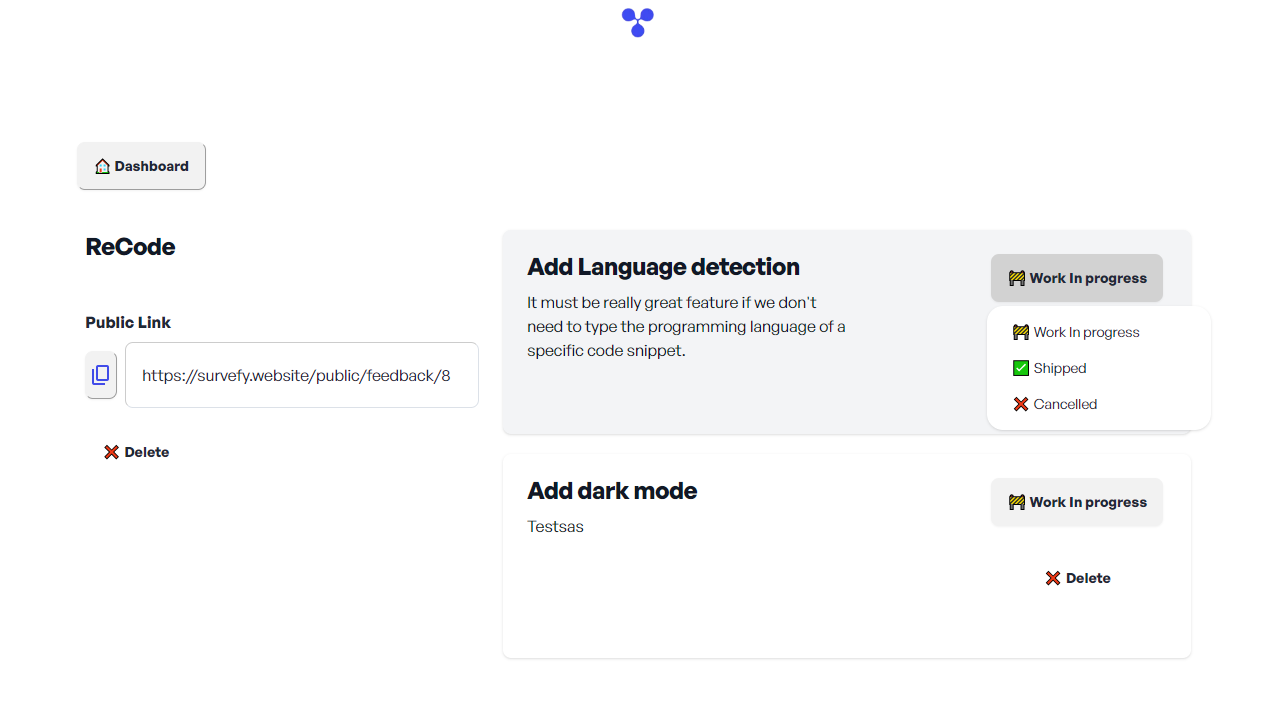 Dashboard
ReCode
Public Link
https://survefy.website/public/feedback/8
Delete
Add Language detection
It must be really great feature if we don't
need to type the programming language of a
specific code snippet.
Work In progress
Work In progress
Shipped
Cancelled
Add dark mode
Testsas
Work In progress
Delete